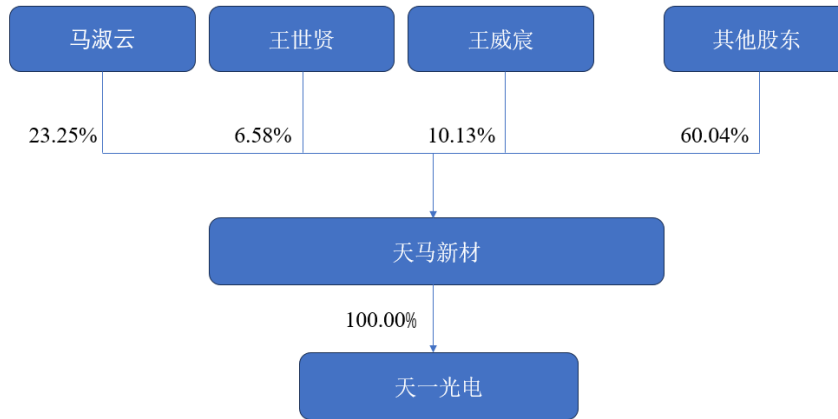 马淑云
王世贤
王威宸
其他股东
23.25%
6.58%
10.13%
60.04%
天马新材
100.00%
天一光电